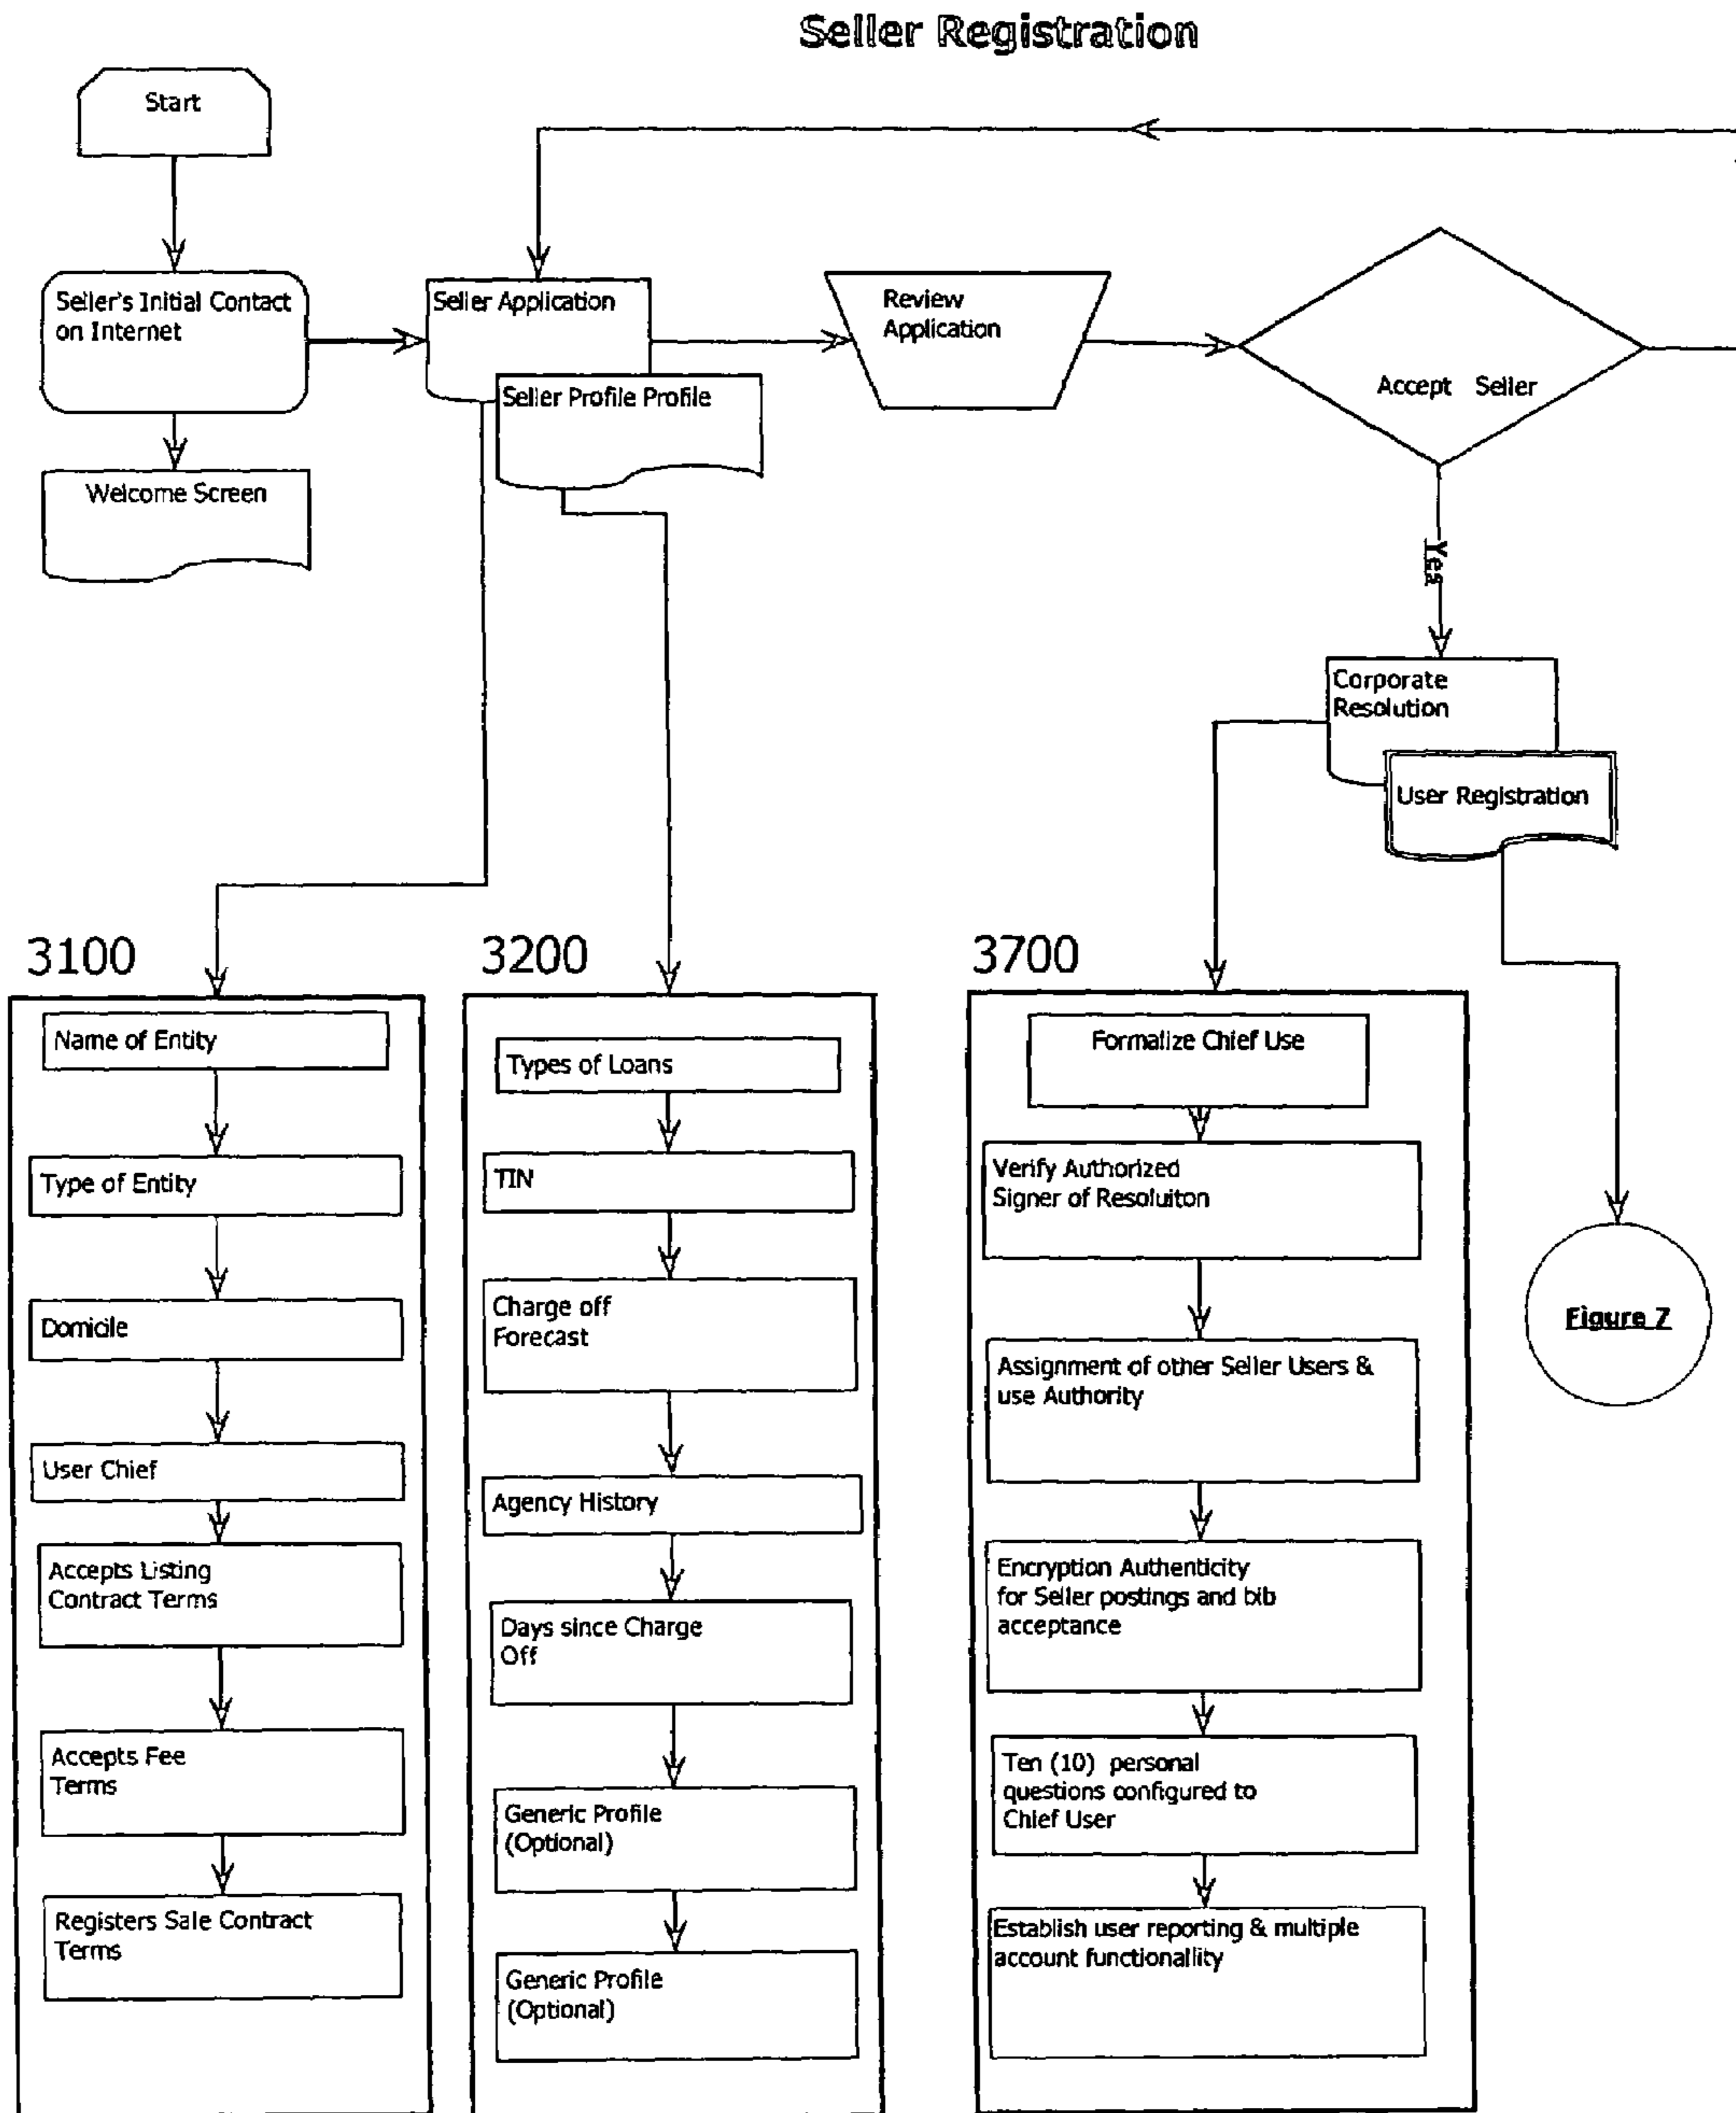 Seller Registration
Start
Seller's Initial Contact
on Internet
Welcome Screen
Seller Application
Seller Profile Profile
Review
Application
Accept Seller
Yes
Corporate
Resolution
User Registration
3100
Name of Entity
Type of Entity
Domicile
User Chief
Accepts Listing
Contract Terms
Accepts Fee
Terms
Registers Sale Contract
Terms
3200
Types of Loans
TIN
Charge off
Forecast
Agency History
Days since Charge
Off
Generic Profile
(Optional)
Generic Profile
(Optional)
3700
Formalize Chief Use
Verify Authorized
Signer of Resoluiton
Assignment of other Seller Users &
use Authority
Encryption Authenticity
for Seller postings and bib
acceptance
Ten (10) personal
questions configured to
Chief User
Establish user reporting & multiple
account functionallity
Figure 7